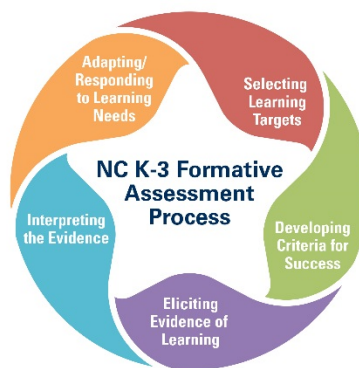 NC K-3 Formative
Assessment
Process
Selecting
Learning
Targets
Developing
Criteria for
Success
Eliciting
Evidence of
Learning
Interpreting
the Evidence
Adapting/
Responding
to Learning
Needs